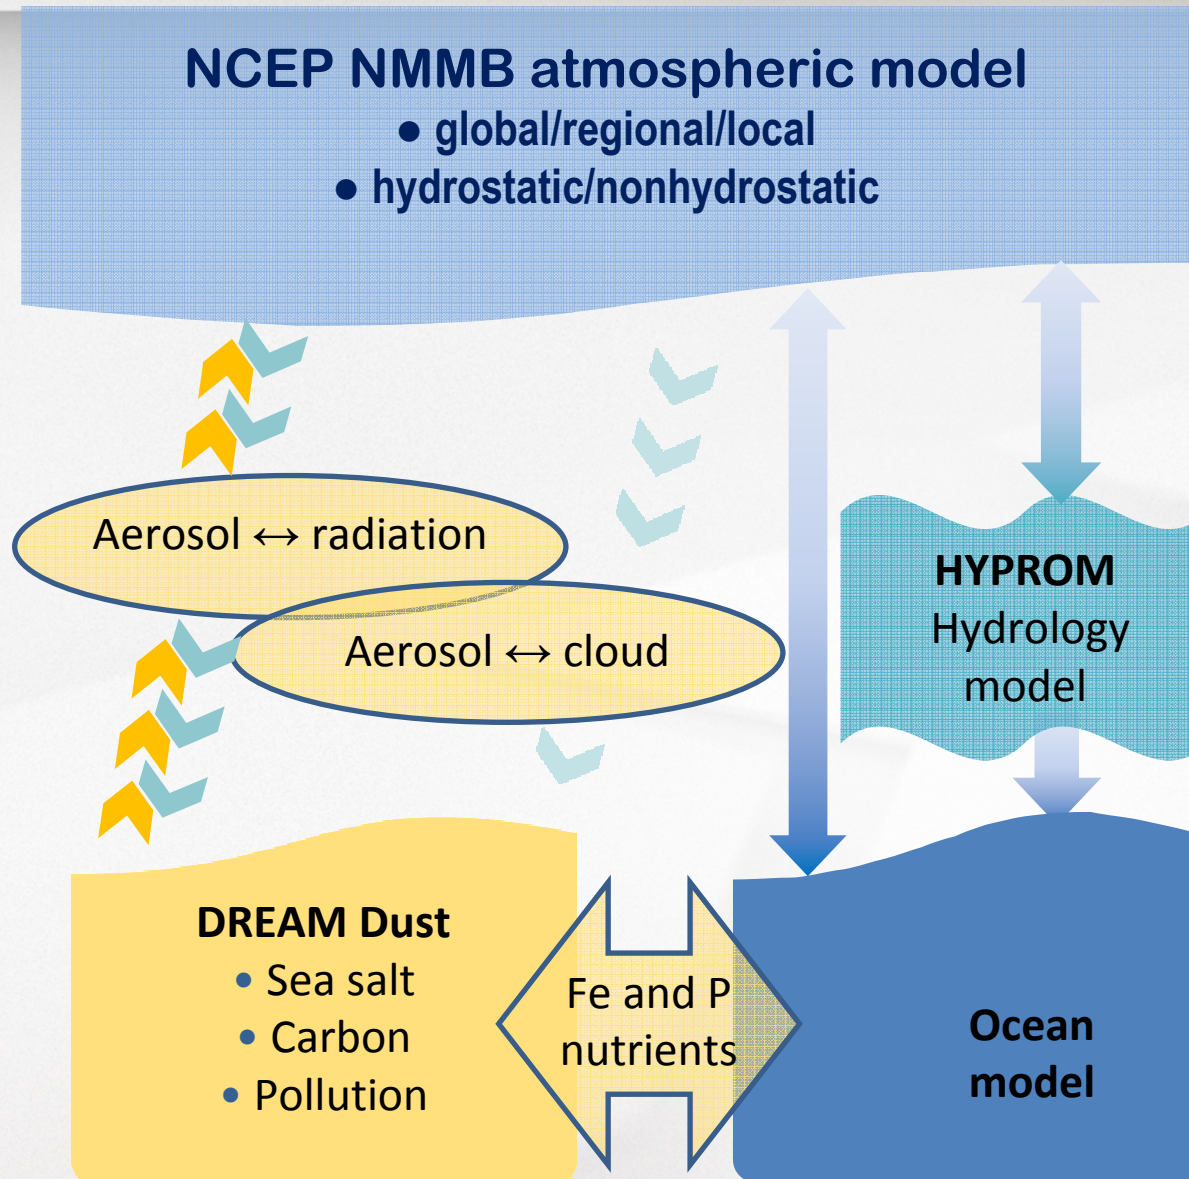 NCEP NMMB atmospheric model
● global/regional/local
● hydrostatic/nonhydrostatic
Aerosol ↔ radiation
Aerosol ↔ cloud
HYPROM
Hydrology
model
DREAM Dust
• Sea salt
• Carbon
• Pollution
Fe and P
nutrients
Ocean
model